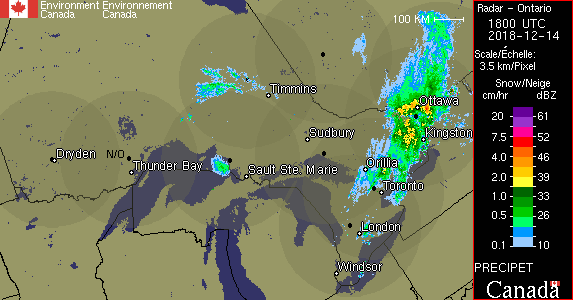 Environment Environnement
Canada Canada
100 KM
Timmins
Ottawa
Sudbury
Kingston
Dryden
N/O
Thunder Bay
Sault Ste. Marie
Orillia
Toronto
London
Windsor
Radar - Ontario
1800 UTC
2018-12-14
Scale/Échelle:
3.5 km/Pixel
Snow/Neige
cm/hr dBZ
20 61
7.5 52
4.0 46
2.0 39
1.0 33
0.5 26
0.1 10
PRECIPET
Canada